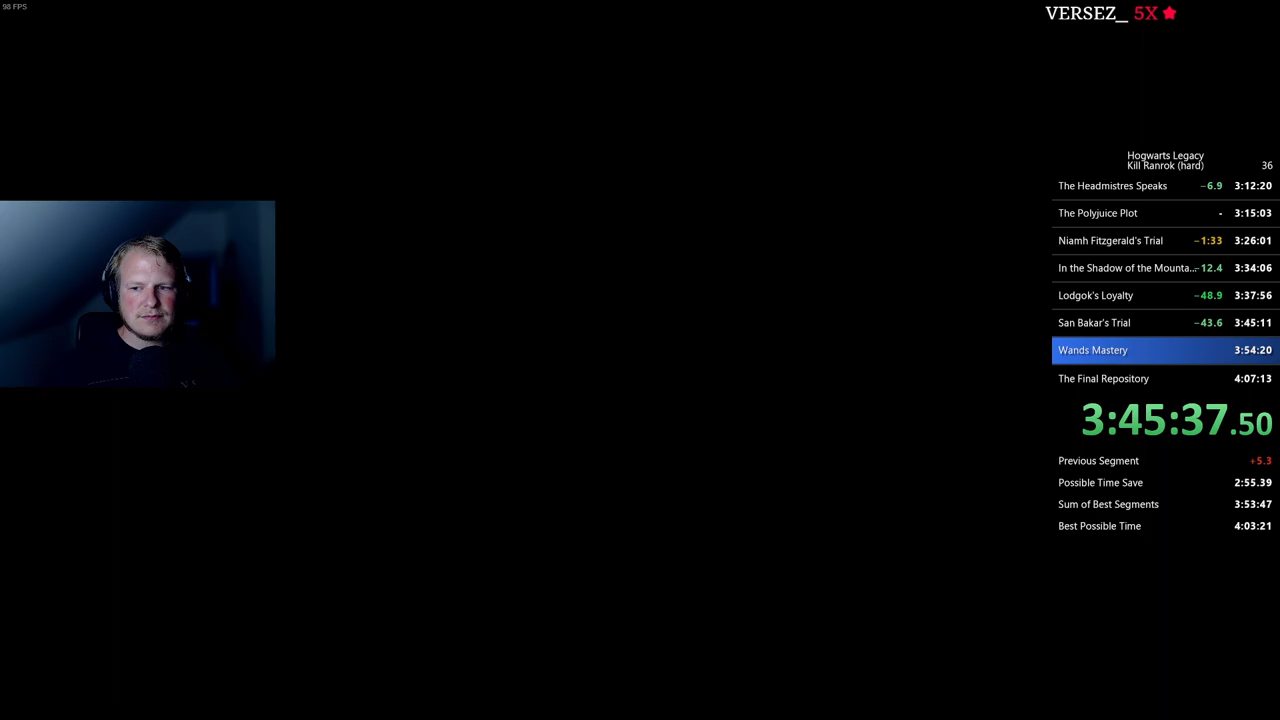 98 FPS
VERSEZ_ 5X
Hogwarts Legacy
Kill Ranrok (hard) 36
The Headmistres Speaks −6.9 3:12:20
The Polyjuice Plot - 3:15:03
Niamh Fitzgerald's Trial −1:33 3:26:01
In the Shadow of the Mounta... −12.4 3:34:06
Lodgok's Loyalty −48.9 3:37:56
San Bakar's Trial −43.6 3:45:11
Wands Mastery 3:54:20
The Final Repository 4:07:13
3:45:37.50
Previous Segment +5.3
Possible Time Save 2:55.39
Sum of Best Segments 3:53:47
Best Possible Time 4:03:21